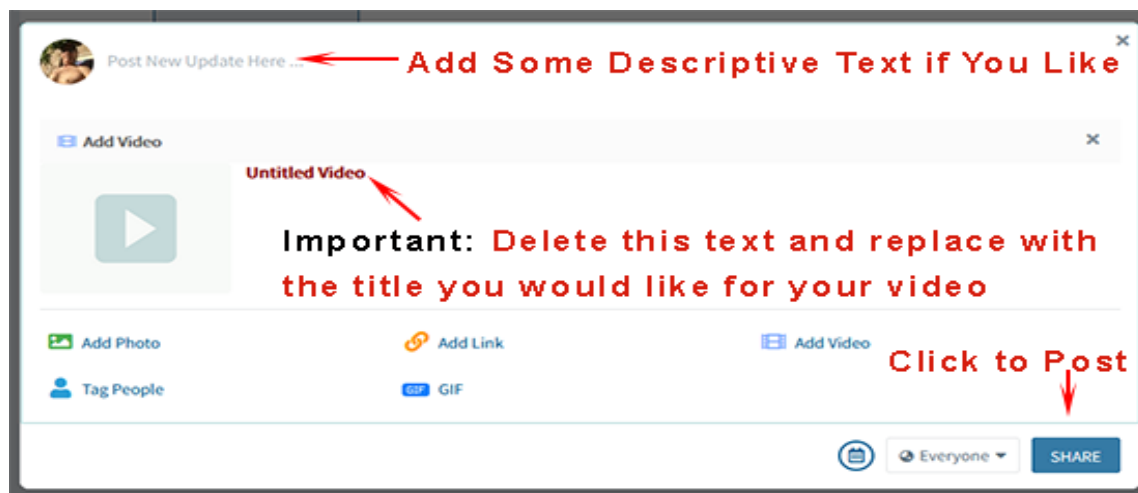 Post New Update Here ... Add Some Descriptive Text if You Like
Add Video
Untitled Video
Important: Delete this text and replace with
the title you would like for your video
Add Photo Add Link Add Video
Click to Post
Tag People GIF GIF
Everyone SHARE